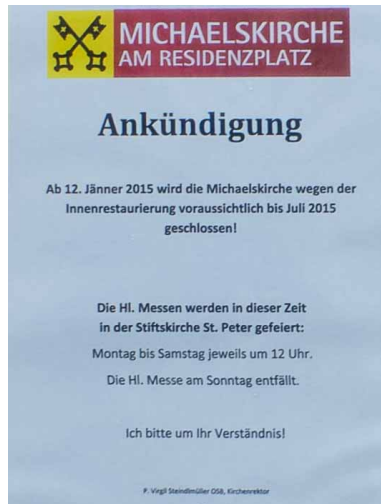 MICHAELSKIRCHE
AM RESIDENZPLATZ
Ankündigung
Ab 12. Jänner 2015 wird die Michaelskirche wegen der
Innenrestaurierung voraussichtlich bis Juli 2015
geschlossen!
Die Hl. Messen werden in dieser Zeit
in der Stiftskirche St. Peter gefeiert:
Montag bis Samstag jeweils um 12 Uhr.
Die Hl. Messe am Sonntag entfällt.
Ich bitte um Ihr Verständnis!
P. Virgil Steindlmüller OSB, Kirchenrektor